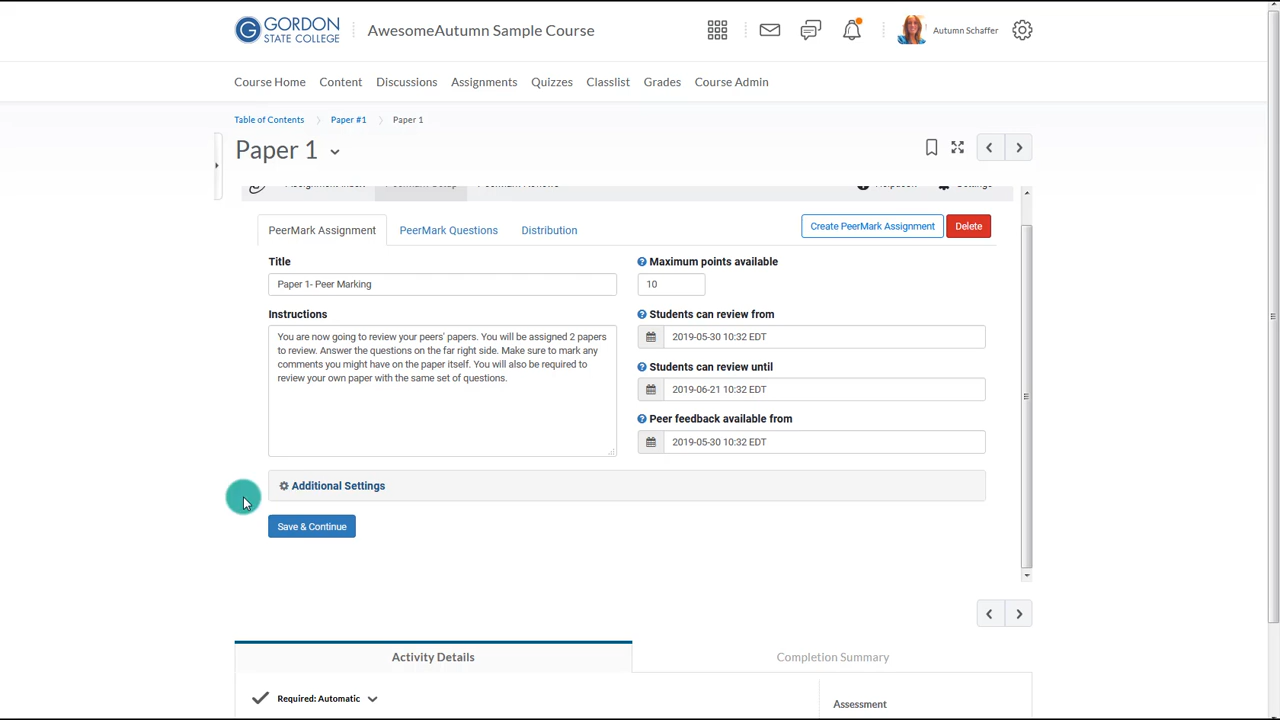 GORDON
STATE COLLEGE
AwesomeAutumn Sample Course
Autumn Schaffer
Course Home Content Discussions Assignments Quizzes Classlist Grades Course Admin
Table of Contents Paper #1 Paper 1
Paper 1
PeerMark Assignment PeerMark Questions Distribution
Create PeerMark Assignment Delete
Title
Paper 1- Peer Marking
Instructions
You are now going to review your peers' papers. You will be assigned 2 papers
to review. Answer the questions on the far right side. Make sure to mark any
comments you might have on the paper itself. You will also be required to
review your own paper with the same set of questions.
Maximum points available
10
Students can review from
2019-05-30 10:32 EDT
Students can review until
2019-06-21 10:32 EDT
Peer feedback available from
2019-05-30 10:32 EDT
Additional Settings
Save & Continue
Activity Details
Completion Summary
Required: Automatic
Assessment